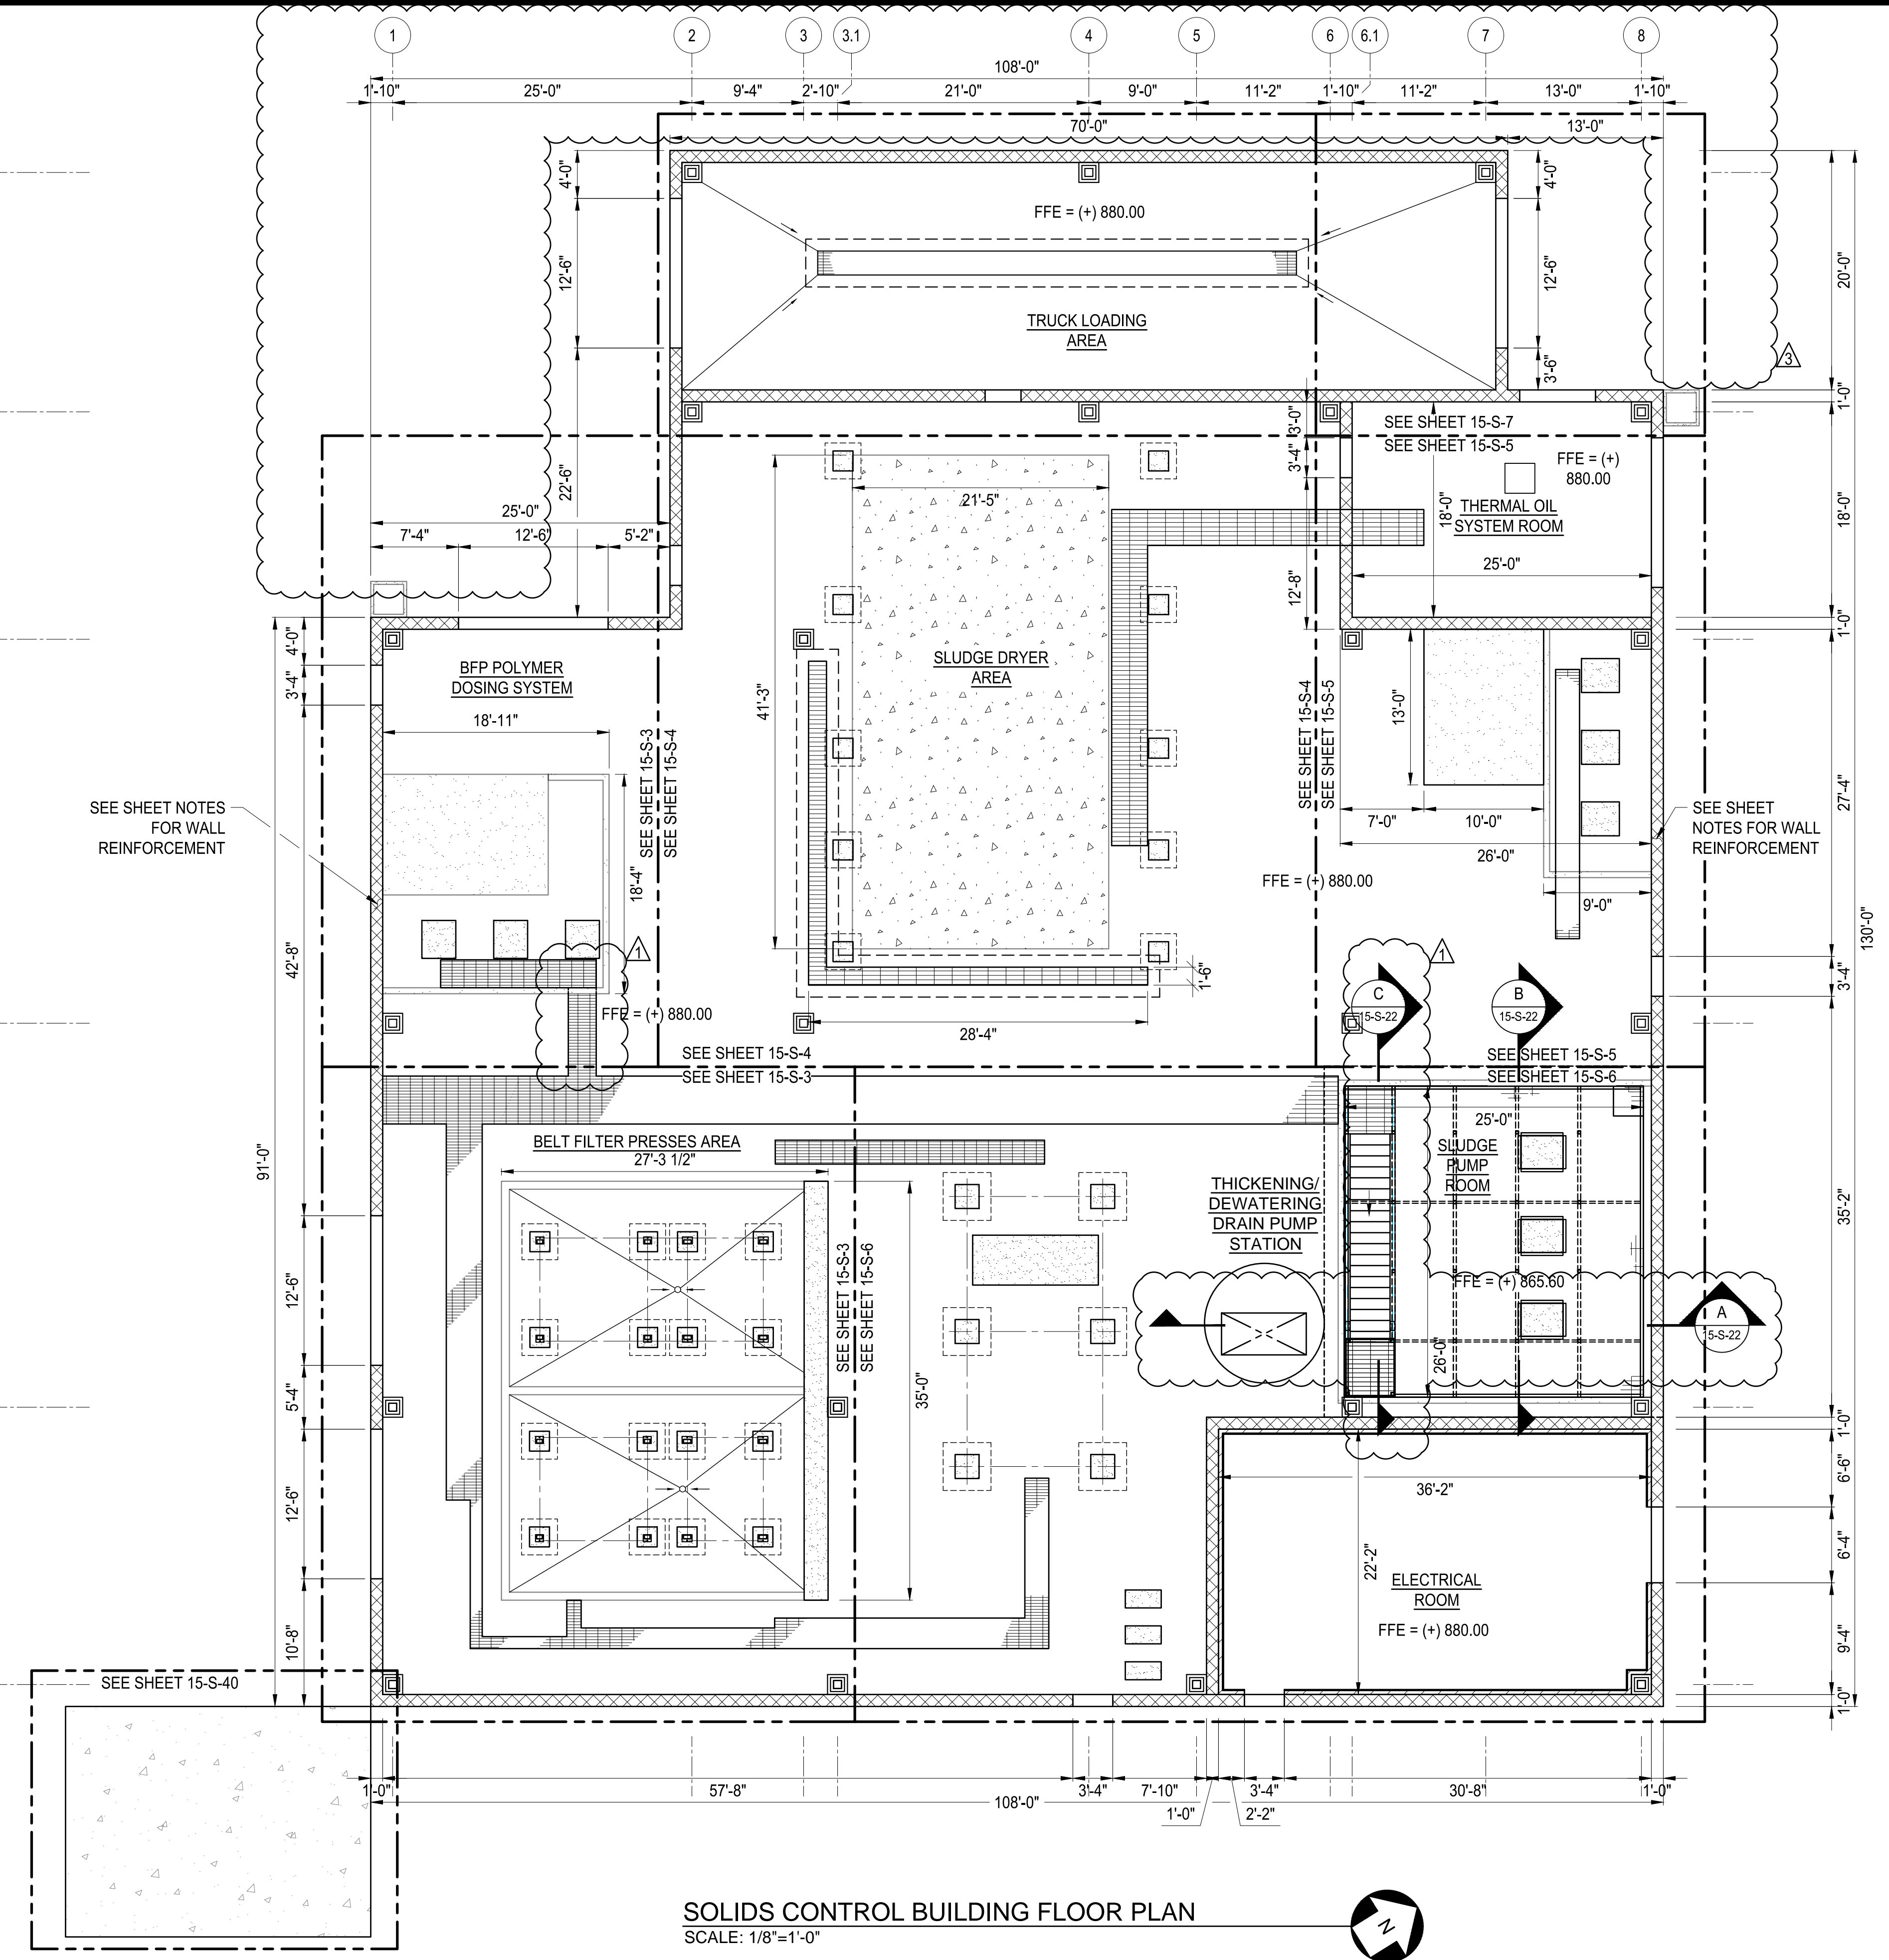 1
2
3
3.1
4
5
6
6.1
7
8
108'-0"
1'-10"
25'-0"
9'-4"
2'-10"
21'-0"
9'-0"
11'-2"
1'-10"
11'-2"
13'-0"
1'-10"
70'-0"
13'-0"
4'-0"
12'-6"
22'-6"
FFE = (+) 880.00
TRUCK LOADING
AREA
4'-0"
12'-6"
3'-6"
3
20'-0"
1'-0"
18'-0"
1'-0"
27'-4"
3'-4"
35'-2"
1'-0"
6'-6"
6'-4"
9'-4"
1'-0"
130'-0"
3'-0"
3'-4"
12'-8"
SEE SHEET 15-S-7
SEE SHEET 15-S-5
FFE = (+)
880.00
18'-0"
THERMAL OIL
SYSTEM ROOM
25'-0"
25'-0"
7'-4"
12'-6"
5'-2"
21'-5"
41'-3"
SLUDGE DRYER
AREA
4'-0"
3'-4"
42'-8"
12'-6"
5'-4"
12'-6"
10'-8"
91'-0"
BFP POLYMER
DOSING SYSTEM
18'-11"
18'-4"
SEE SHEET 15-S-3
SEE SHEET 15-S-4
SEE SHEET 15-S-4
SEE SHEET 15-S-5
13'-0"
7'-0"
10'-0"
26'-0"
9'-0"
SEE SHEET NOTES
FOR WALL
REINFORCEMENT
SEE SHEET
NOTES FOR WALL
REINFORCEMENT
FFE = (+) 880.00
1
FFE = (+) 880.00
1'-6"
28'-4"
1
C
15-S-22
B
15-S-22
SEE SHEET 15-S-4
SEE SHEET 15-S-3
SEE SHEET 15-S-5
SEE SHEET 15-S-6
BELT FILTER PRESSES AREA
27'-3 1/2"
35'-0"
SEE SHEET 15-S-3
SEE SHEET 15-S-6
THICKENING/
DEWATERING
DRAIN PUMP
STATION
25'-0"
SLUDGE
PUMP
ROOM
FFE = (+) 865.60
26'-0"
A
15-S-22
36'-2"
22'-2"
ELECTRICAL
ROOM
FFE = (+) 880.00
SEE SHEET 15-S-40
1'-0"
57'-8"
3'-4"
7'-10"
1'-0"
2'-2"
3'-4"
30'-8"
1'-0"
108'-0"
SOLIDS CONTROL BUILDING FLOOR PLAN
SCALE: 1/8"=1'-0"
N